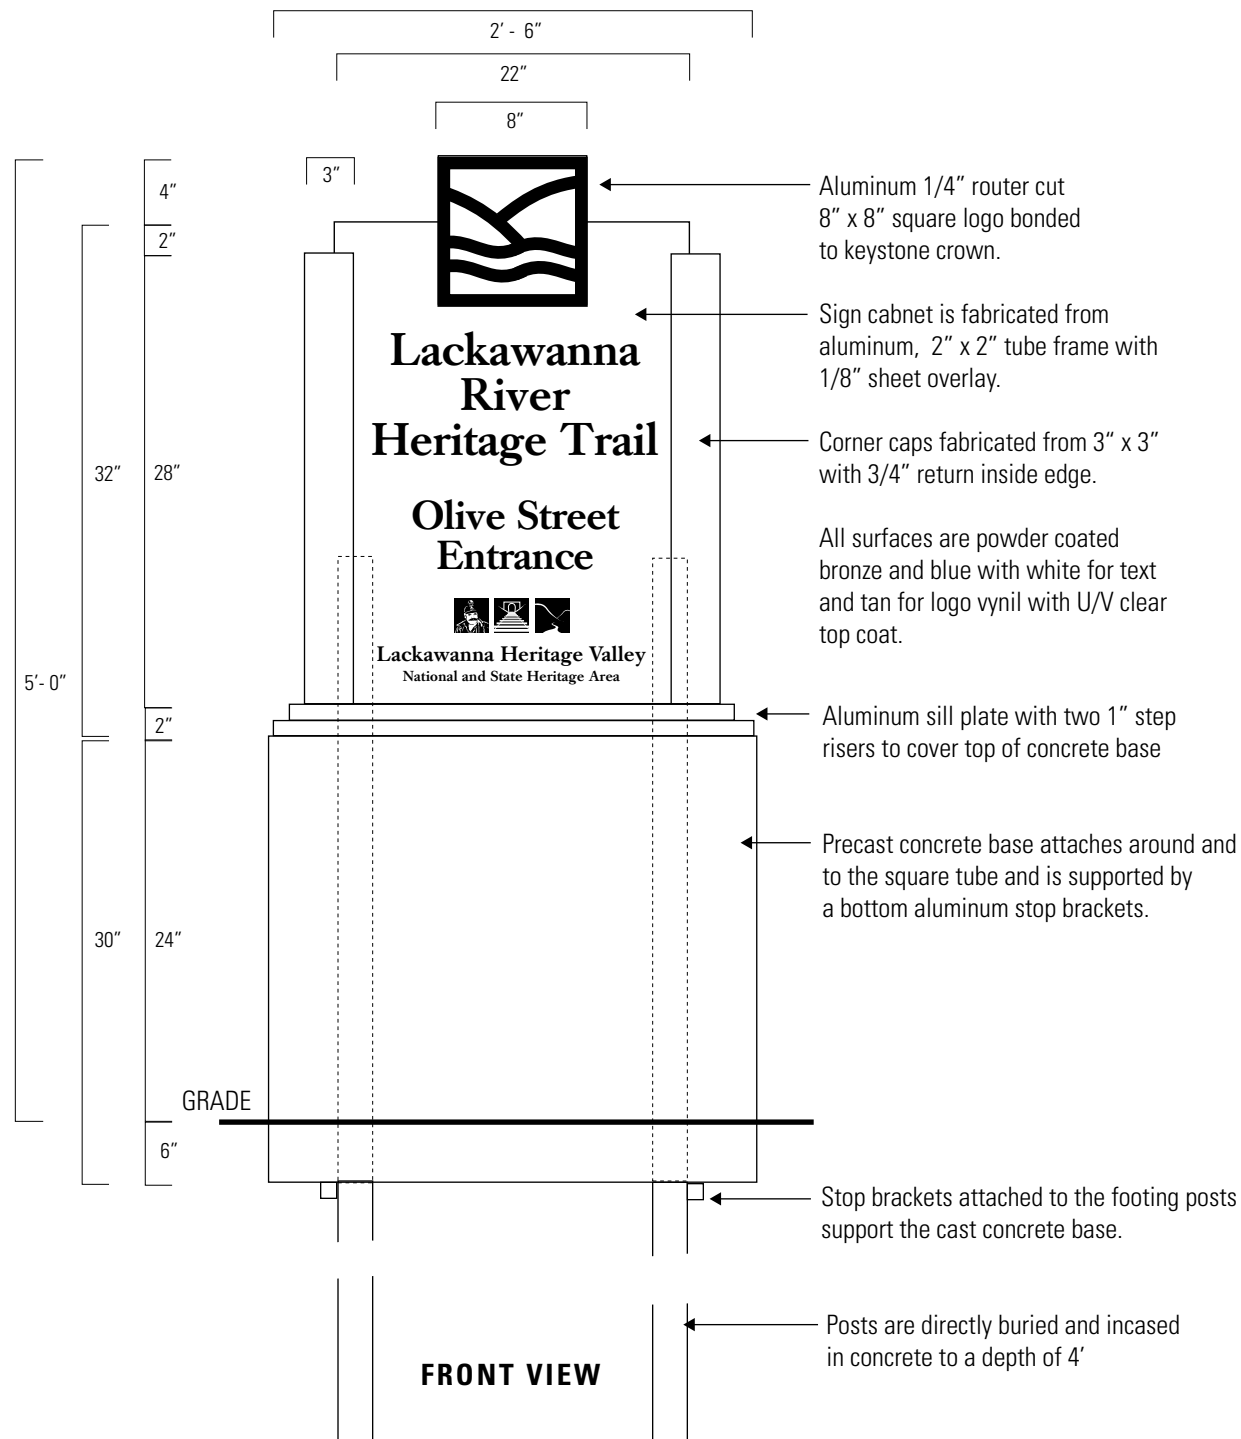 2’ - 6”
22”
8”
3”
4”
2”
32”
28”
5’- 0”
2”
30”
24”
6”
GRADE
Lackawanna
River
Heritage Trail
Olive Street
Entrance
Lackawanna Heritage Valley
National and State Heritage Area
Aluminum 1/4” router cut
8” x 8” square logo bonded
to keystone crown.
Sign cabnet is fabricated from
aluminum, 2” x 2” tube frame with
1/8” sheet overlay.
Corner caps fabricated from 3“ x 3”
with 3/4” return inside edge.
All surfaces are powder coated
bronze and blue with white for text
and tan for logo vynil with U/V clear
top coat.
Aluminum sill plate with two 1” step
risers to cover top of concrete base
Precast concrete base attaches around and
to the square tube and is supported by
a bottom aluminum stop brackets.
Stop brackets attached to the footing posts
support the cast concrete base.
Posts are directly buried and incased
in concrete to a depth of 4’
FRONT VIEW